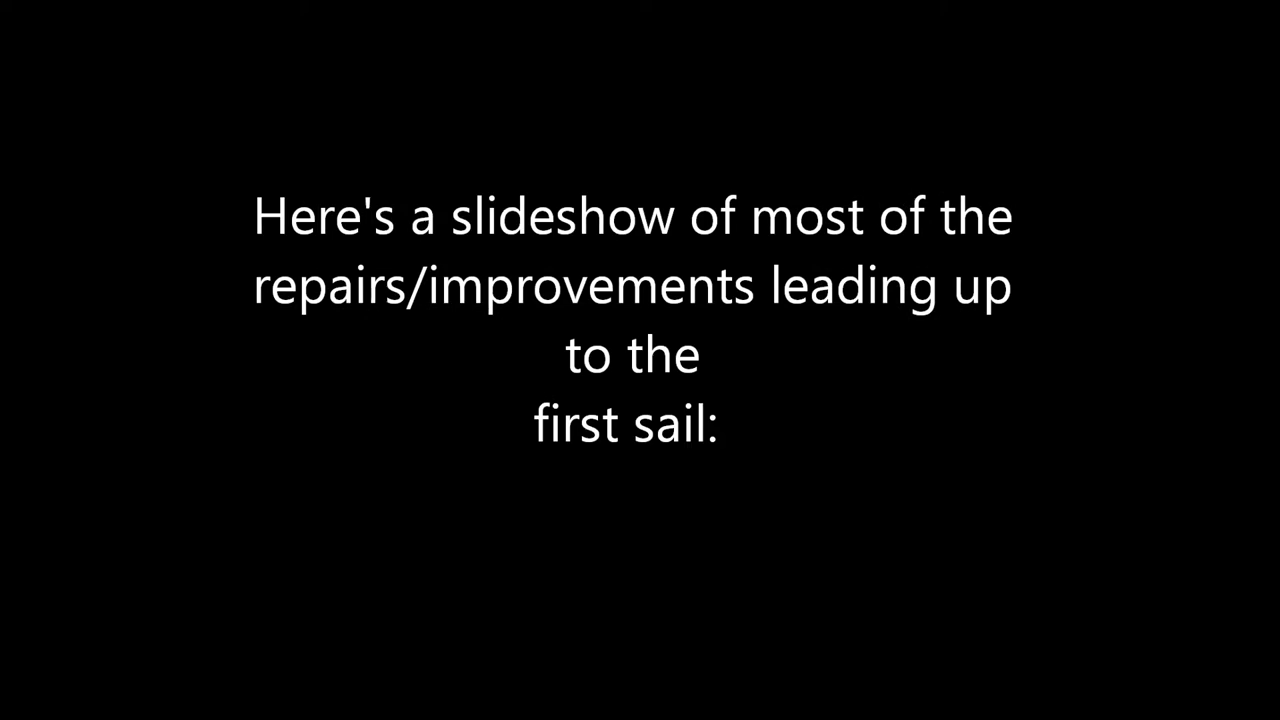 Here's a slideshow of most of the
repairs/improvements leading up
to the
first sail: